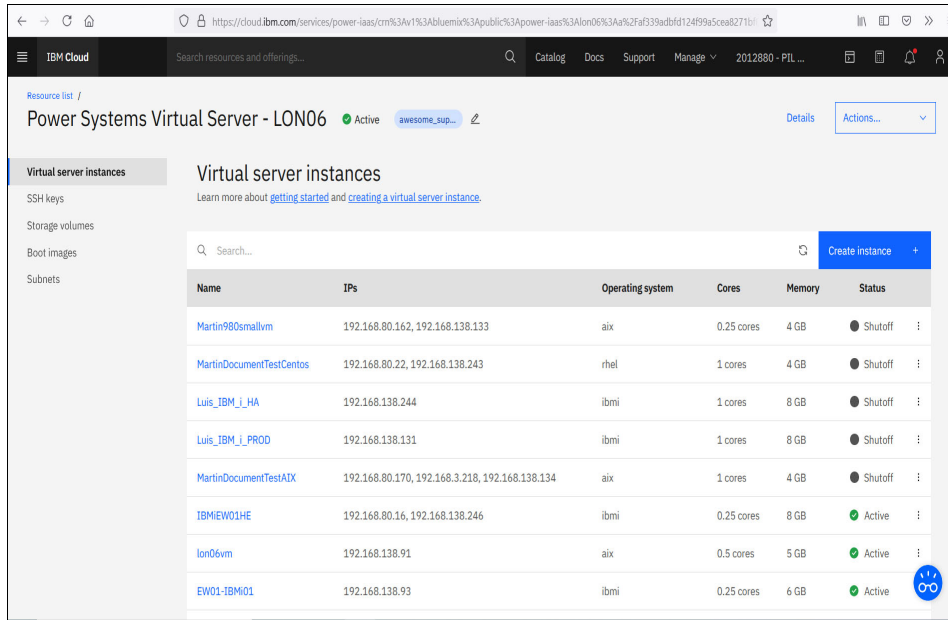 https://cloud.ibm.com/services/power-iaas/crn%3Av1%3Abluemix%3Apublic%3Apower-iaas%3Alon06%3Aa%2Faf339adbfd124f99a5cea8271b
IBM Cloud Search resources and offerings... Catalog Docs Support Manage 2012880 - PIL ...
Resource list /
Power Systems Virtual Server - LON06 Active awesome_sup... Details Actions...
Virtual server instances
SSH keys
Storage volumes
Boot images
Subnets
Virtual server instances
Learn more about getting started and creating a virtual server instance.
Search... Create instance +
Name IPs Operating system Cores Memory Status
Martin980smallvm 192.168.80.162, 192.168.138.133 aix 0.25 cores 4 GB Shutoff
MartinDocumentTestCentos 192.168.80.22, 192.168.138.243 rhel 1 cores 4 GB Shutoff
Luis_IBM_i_HA 192.168.138.244 ibmi 1 cores 8 GB Shutoff
Luis_IBM_i_PROD 192.168.138.131 ibmi 1 cores 8 GB Shutoff
MartinDocumentTestAIX 192.168.80.170, 192.168.3.218, 192.168.138.134 aix 1 cores 4 GB Shutoff
IBMiEW01HE 192.168.80.16, 192.168.138.246 ibmi 0.25 cores 8 GB Active
lon06vm 192.168.138.91 aix 0.5 cores 5 GB Active
EW01-IBMi01 192.168.138.93 ibmi 0.25 cores 6 GB Active